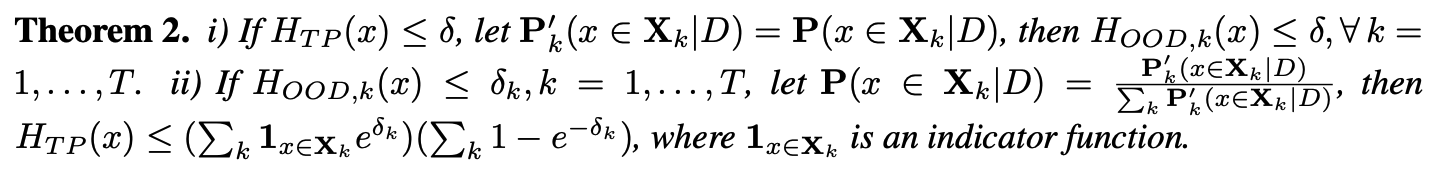 Theorem 2. i) If H_{TP}(x) ≤ δ, let P'_k(x ∈ X_k|D) = P(x ∈ X_k|D), then H_{OOD,k}(x) ≤ δ, ∀ k =
1, . . . , T. ii) If H_{OOD,k}(x) ≤ δ_k, k = 1, . . . , T, let P(x ∈ X_k|D) = \frac{P'_k(x∈X_k|D)}{∑_k P'_k(x∈X_k|D)}, then
H_{TP}(x) ≤ (∑_k 1_{x∈X_k} e^{δ_k})(∑_k 1 − e^{−δ_k}), where 1_{x∈X_k} is an indicator function.